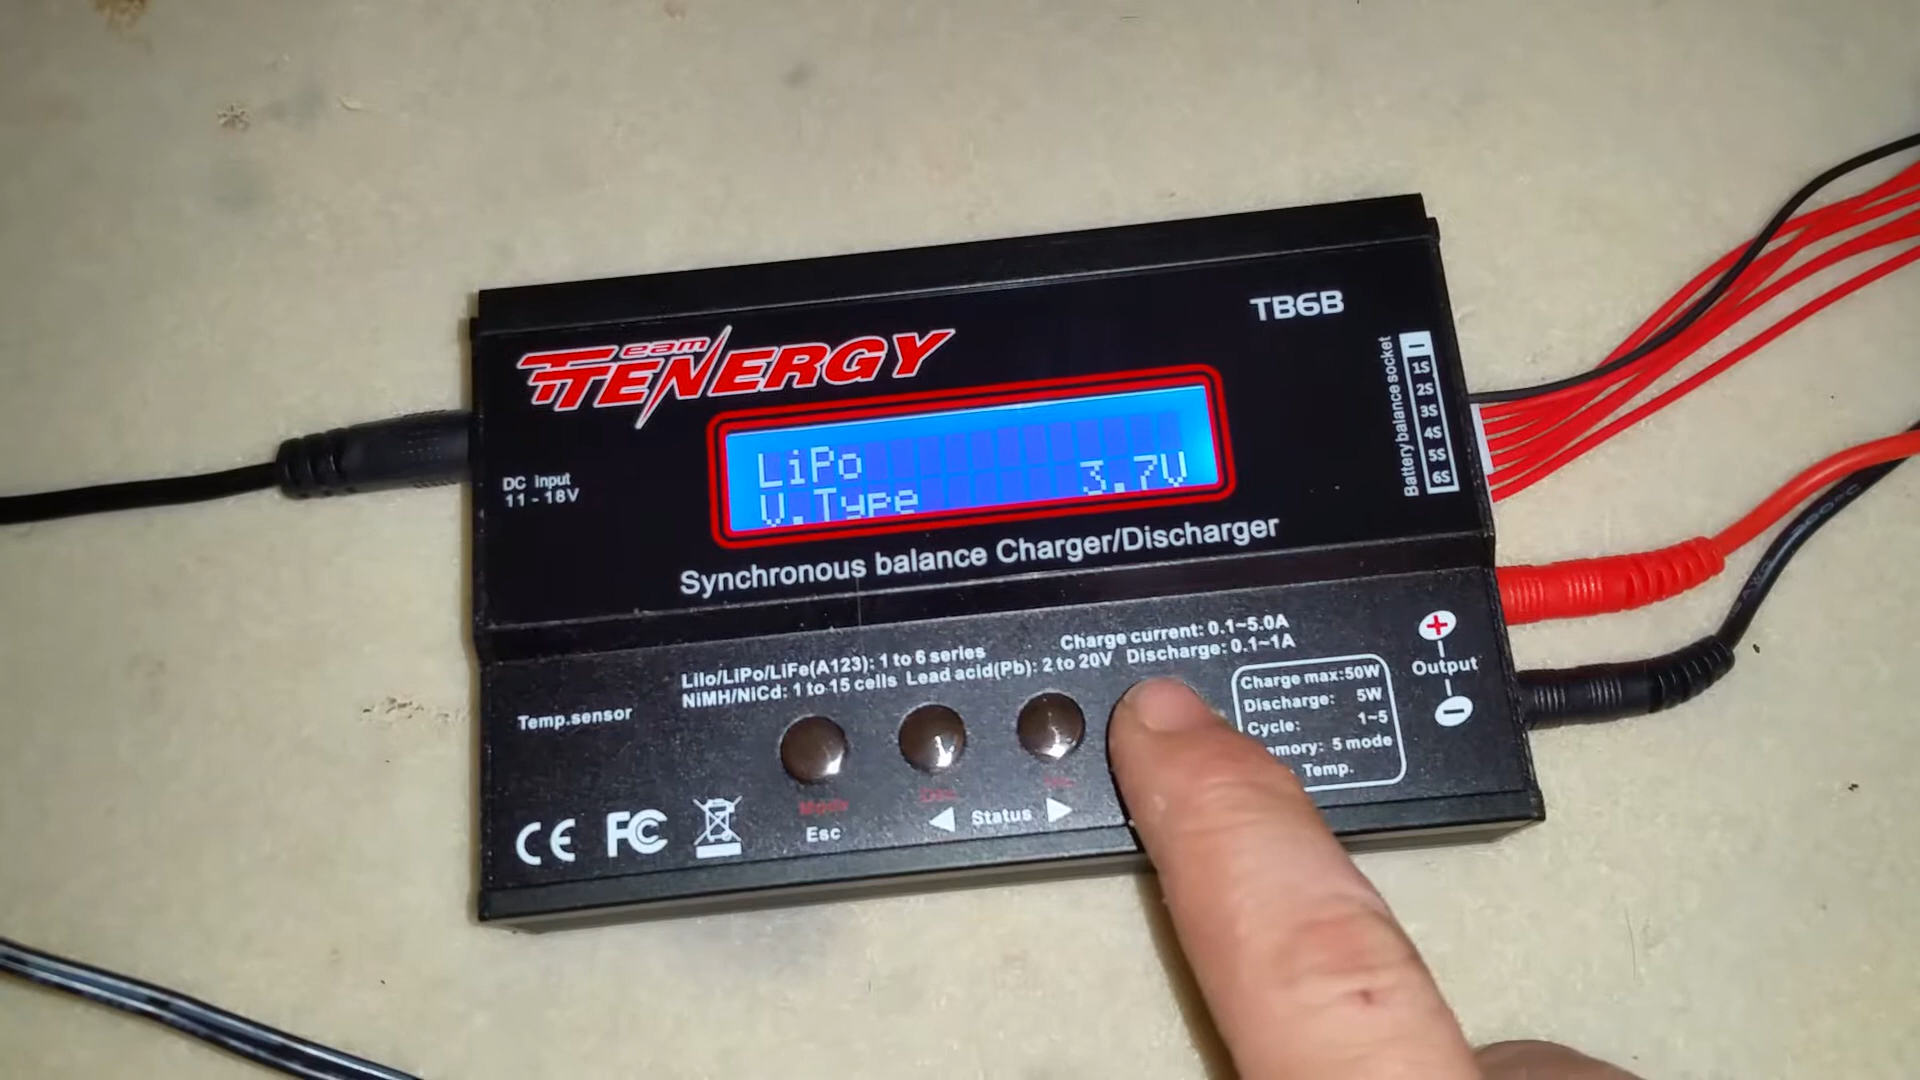 Team TENERGY
TB6B
LiPo
V.Type 3.7V
DC input
11 - 18V
Synchronous balance Charger/Discharger
Battery balance socket
−
1S
2S
3S
4S
5S
6S
LiIo/LiPo/LiFe(A123): 1 to 6 series
NiMH/NiCd: 1 to 15 cells Lead acid(Pb): 2 to 20V
Charge current: 0.1~5.0A
Discharge: 0.1~1A
Charge max:50W
Discharge: 5W
Cycle: 1~5
5 mode
Temp.
+
Output
−
Temp.sensor
Esc
◀ Status ▶
CE FC
AWG